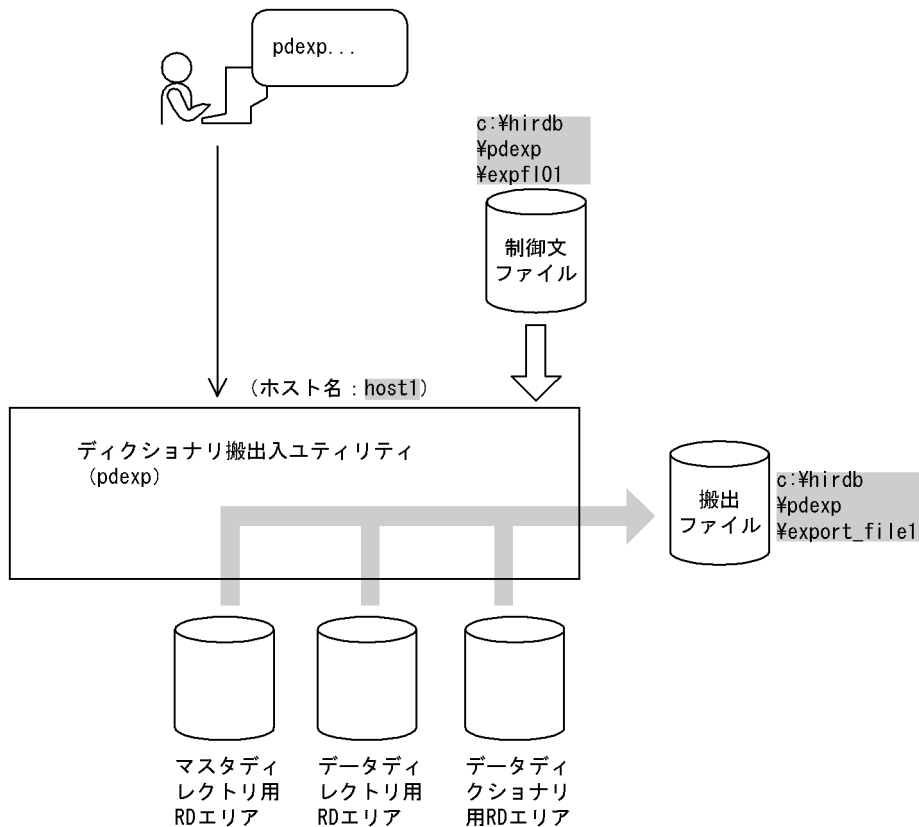 pdexp...
c:¥hirdb
¥pdexp
¥expfl01
制御文
ファイル
（ホスト名：host1）
ディクショナリ搬出入ユティリティ
（pdexp）
搬出
ファイル
c:¥hirdb
¥pdexp
¥export_file1
マスタディ
レクトリ用
RDエリア
データディ
レクトリ用
RDエリア
データディ
クショナリ
用RDエリア